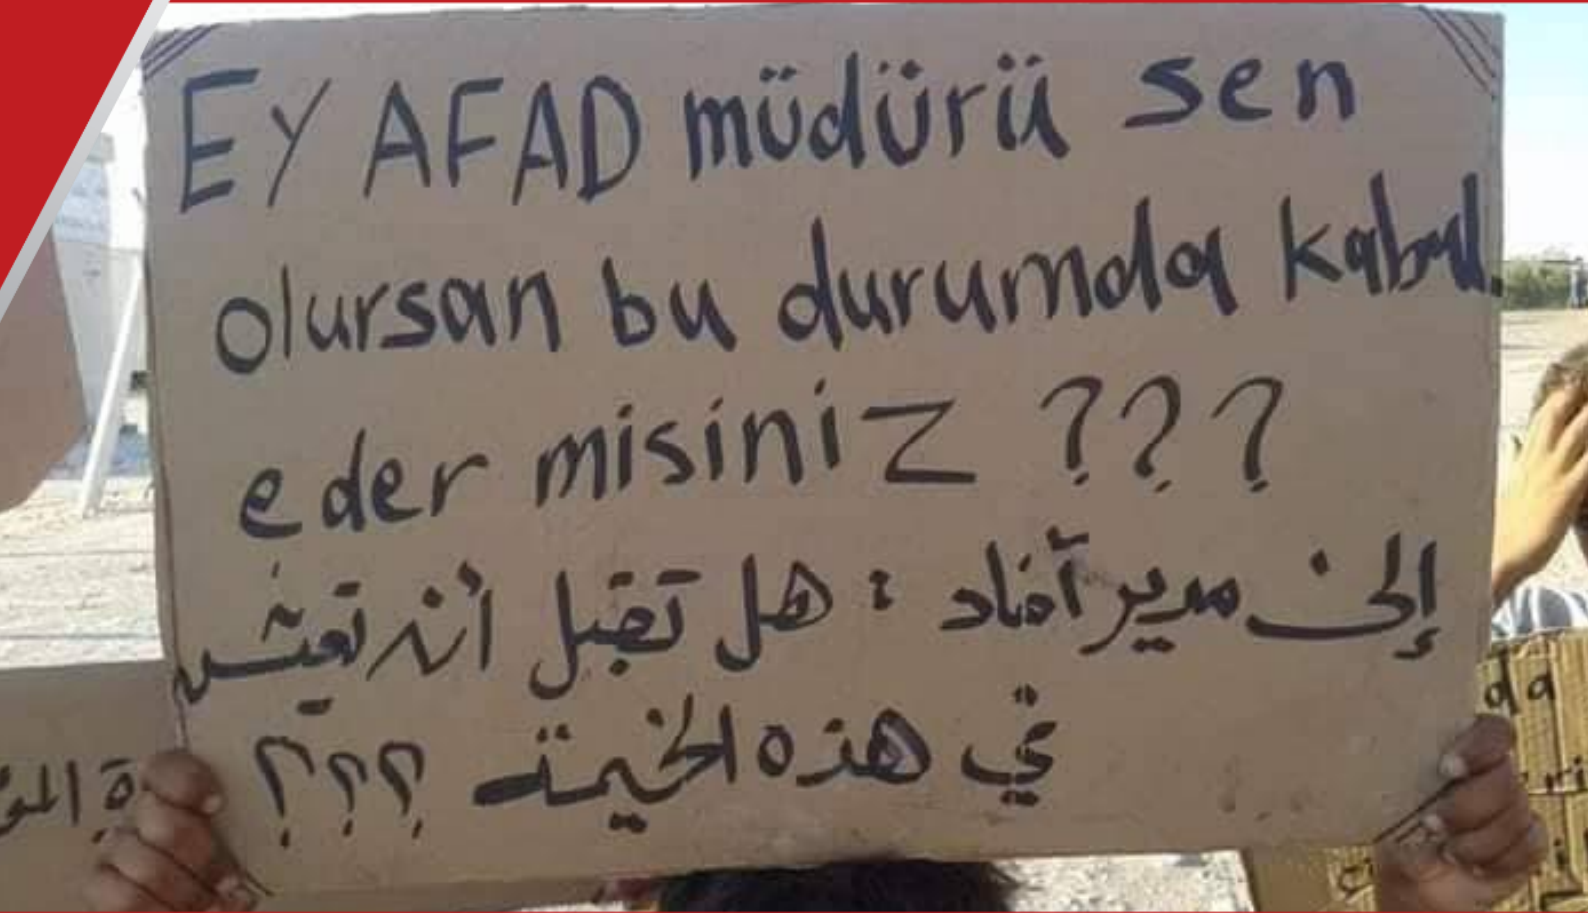 EY AFAD müdürü sen
olursan bu durumda kabul
eder misiniz ???
إلى مدير آفاد : هل تقبل أن تعيش
في هذه الخيمة ؟؟؟
da